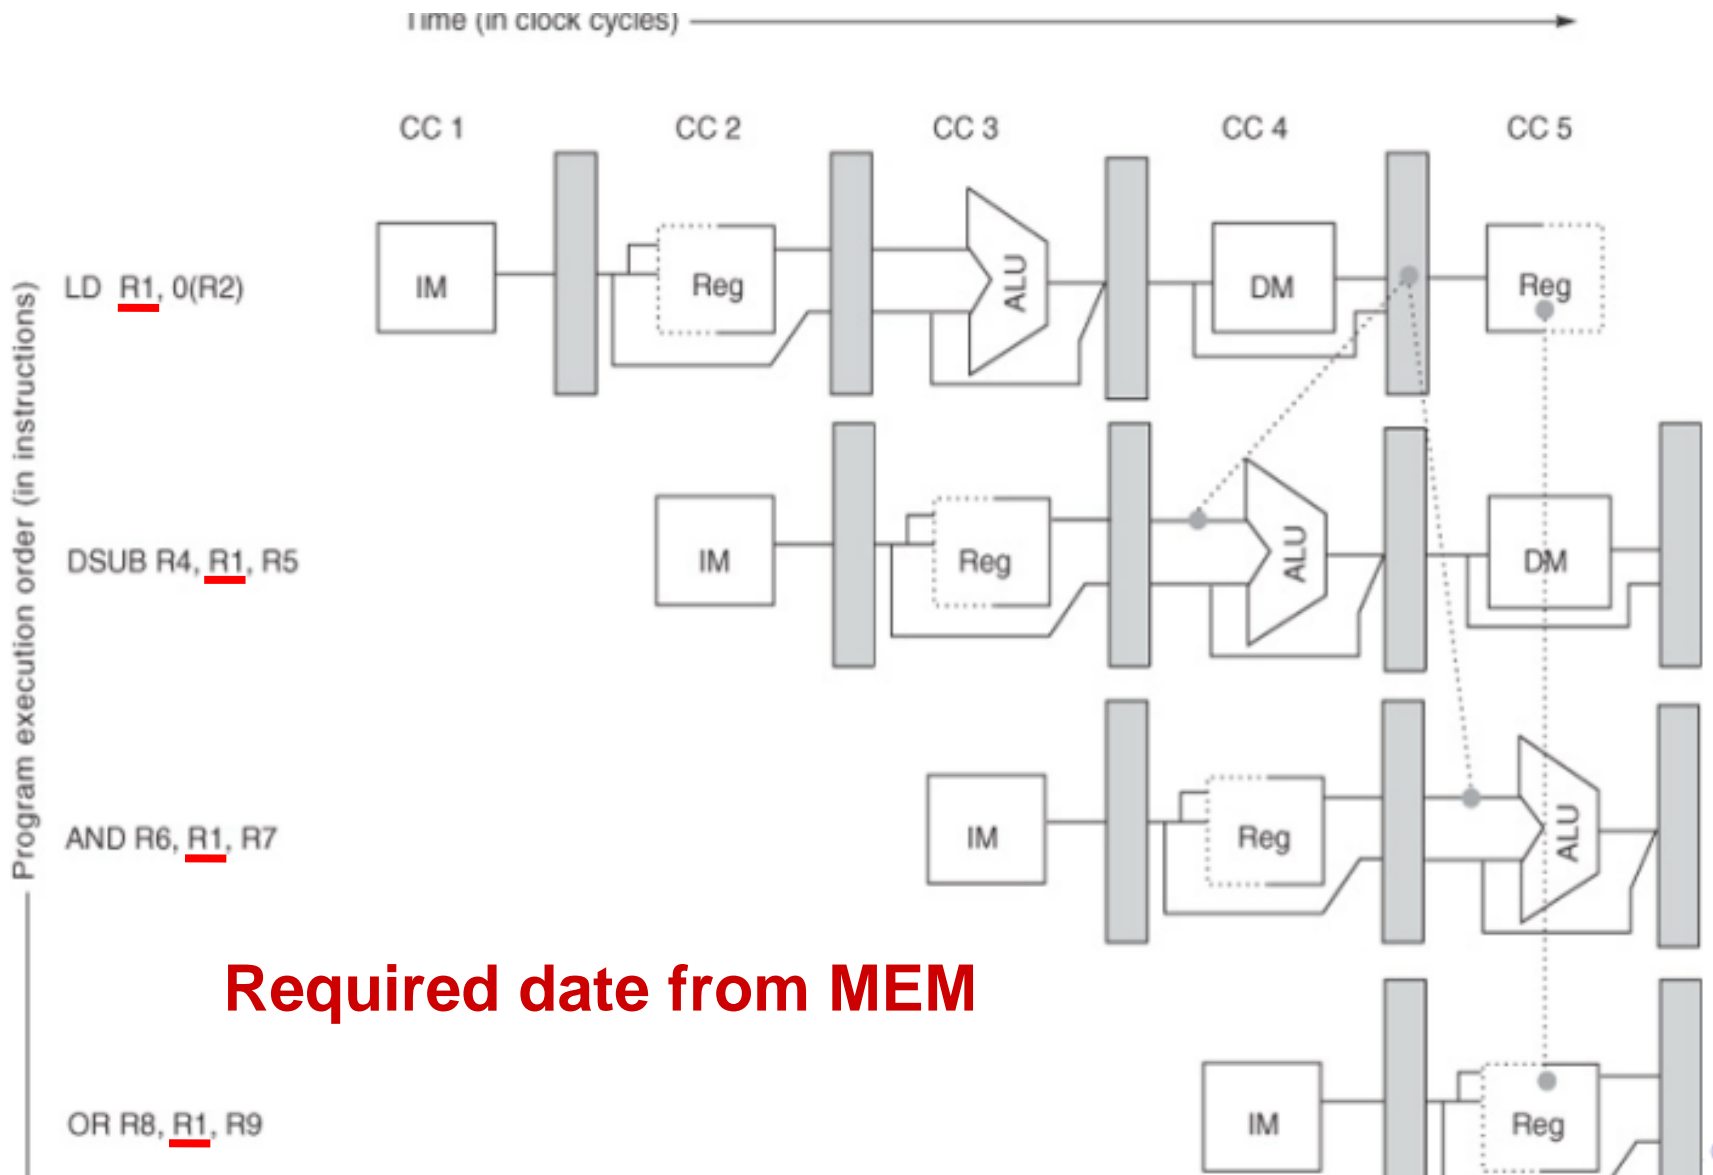 Time (in clock cycles)
CC 1 CC 2 CC 3 CC 4 CC 5
Program execution order (in instructions)
LD R1, 0(R2) IM Reg ALU DM Reg
DSUB R4, R1, R5 IM Reg ALU DM
AND R6, R1, R7 IM Reg ALU
Required date from MEM
OR R8, R1, R9 IM Reg